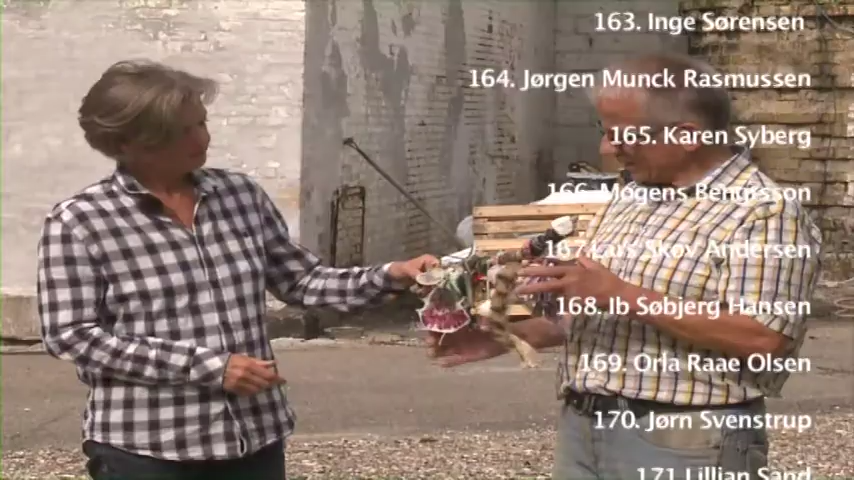 163. Inge Sørensen
164. Jørgen Munck Rasmussen
165. Karen Syberg
166. Mogens Bengtsson
167. Lars Skov Andersen
168. Ib Søbjerg Hansen
169. Orla Raae Olsen
170. Jørn Svenstrup
171. Lillian Sand